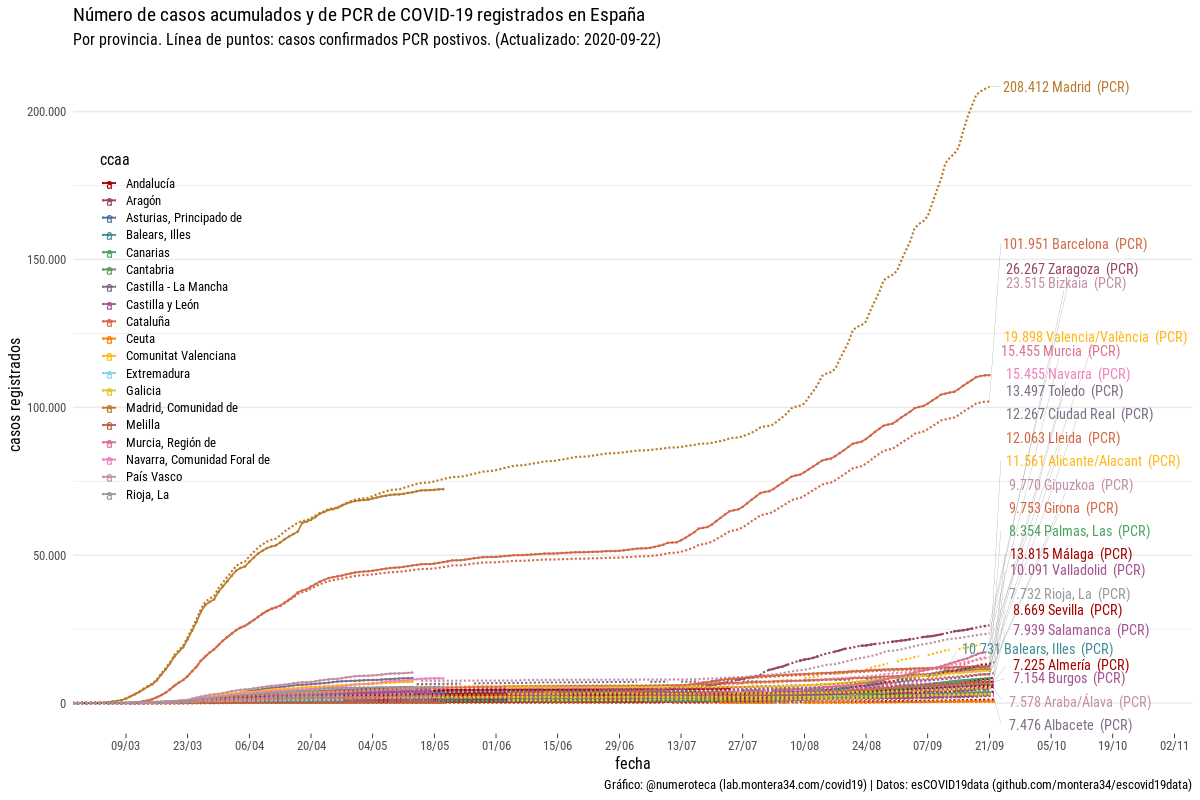 Número de casos acumulados y de PCR de COVID-19 registrados en España
Por provincia. Línea de puntos: casos confirmados PCR postivos. (Actualizado: 2020-09-22)
208.412 Madrid (PCR)
200.000
ccaa
Andalucía
Aragón
Asturias, Principado de
Balears, Illes
Canarias
Cantabria
Castilla - La Mancha
Castilla y León
Cataluña
Ceuta
Comunitat Valenciana
Extremadura
Galicia
Madrid, Comunidad de
Melilla
Murcia, Región de
Navarra, Comunidad Foral de
País Vasco
Rioja, La
150.000
100.000
50.000
0
casos registrados
101.951 Barcelona (PCR)
26.267 Zaragoza (PCR)
23.515 Bizkaia (PCR)
19.898 Valencia/València (PCR)
15.455 Murcia (PCR)
15.455 Navarra (PCR)
13.497 Toledo (PCR)
12.267 Ciudad Real (PCR)
12.063 Lleida (PCR)
11.561 Alicante/Alacant (PCR)
9.770 Gipuzkoa (PCR)
9.753 Girona (PCR)
8.354 Palmas, Las (PCR)
13.815 Málaga (PCR)
10.091 Valladolid (PCR)
7.732 Rioja, La (PCR)
8.669 Sevilla (PCR)
7.939 Salamanca (PCR)
10.731 Balears, Illes (PCR)
7.225 Almería (PCR)
7.154 Burgos (PCR)
7.578 Araba/Álava (PCR)
7.476 Albacete (PCR)
09/03 23/03 06/04 20/04 04/05 18/05 01/06 15/06 29/06 13/07 27/07 10/08 24/08 07/09 21/09 05/10 19/10 02/11
fecha
Gráfico: @numeroteca (lab.montera34.com/covid19) | Datos: esCOVID19data (github.com/montera34/escovid19data)